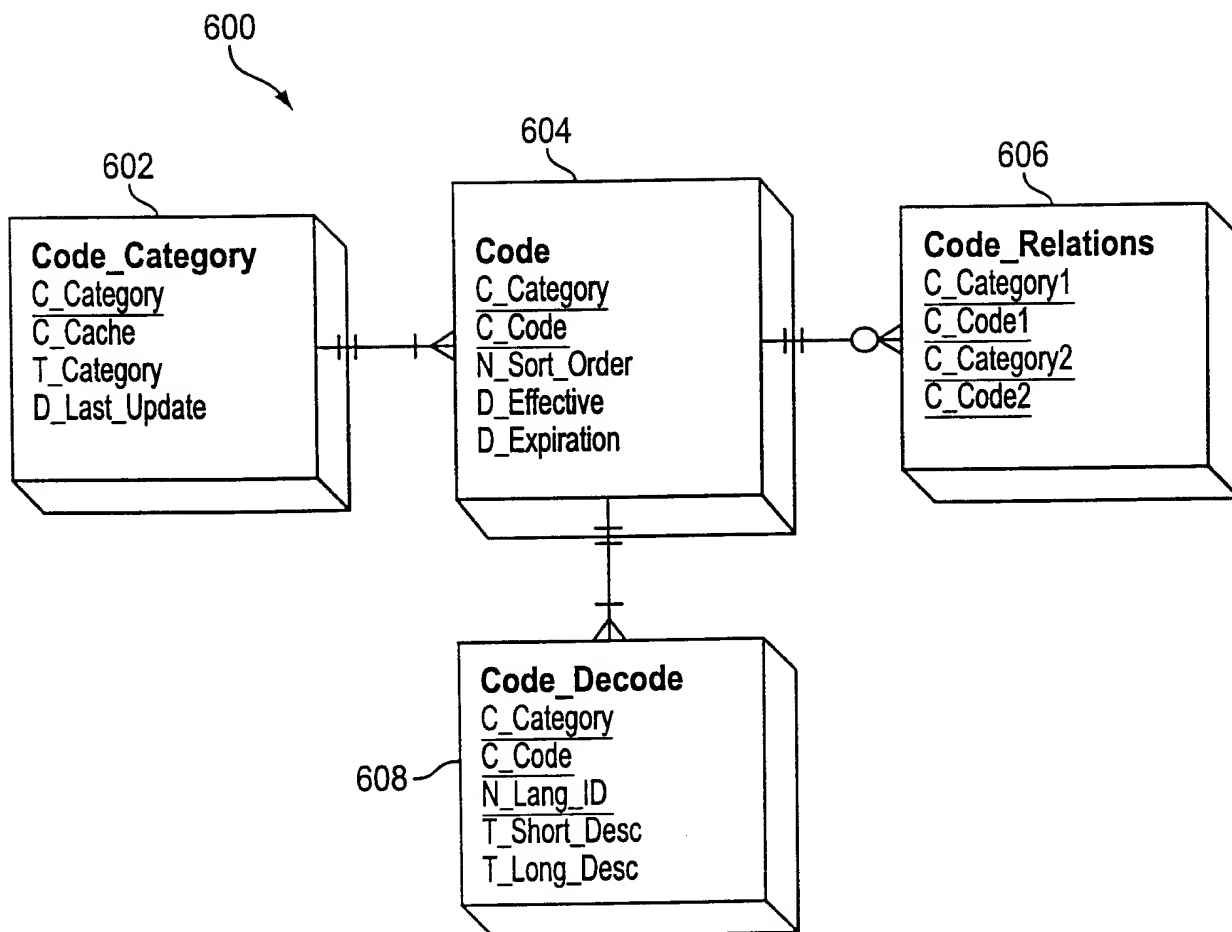 600
602
Code_Category
C_Category
C_Cache
T_Category
D_Last_Update
604
Code
C_Category
C_Code
N_Sort_Order
D_Effective
D_Expiration
606
Code_Relations
C_Category1
C_Code1
C_Category2
C_Code2
608
Code_Decode
C_Category
C_Code
N_Lang_ID
T_Short_Desc
T_Long_Desc